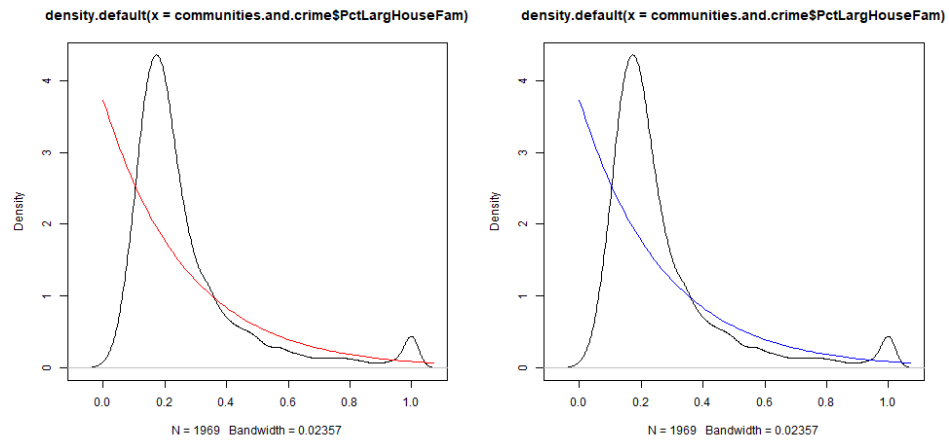 density.default(x = communities.and.crime$PctLargHouseFam)
Density
0 1 2 3 4
0.0 0.2 0.4 0.6 0.8 1.0
N = 1969 Bandwidth = 0.02357
density.default(x = communities.and.crime$PctLargHouseFam)
Density
0 1 2 3 4
0.0 0.2 0.4 0.6 0.8 1.0
N = 1969 Bandwidth = 0.02357